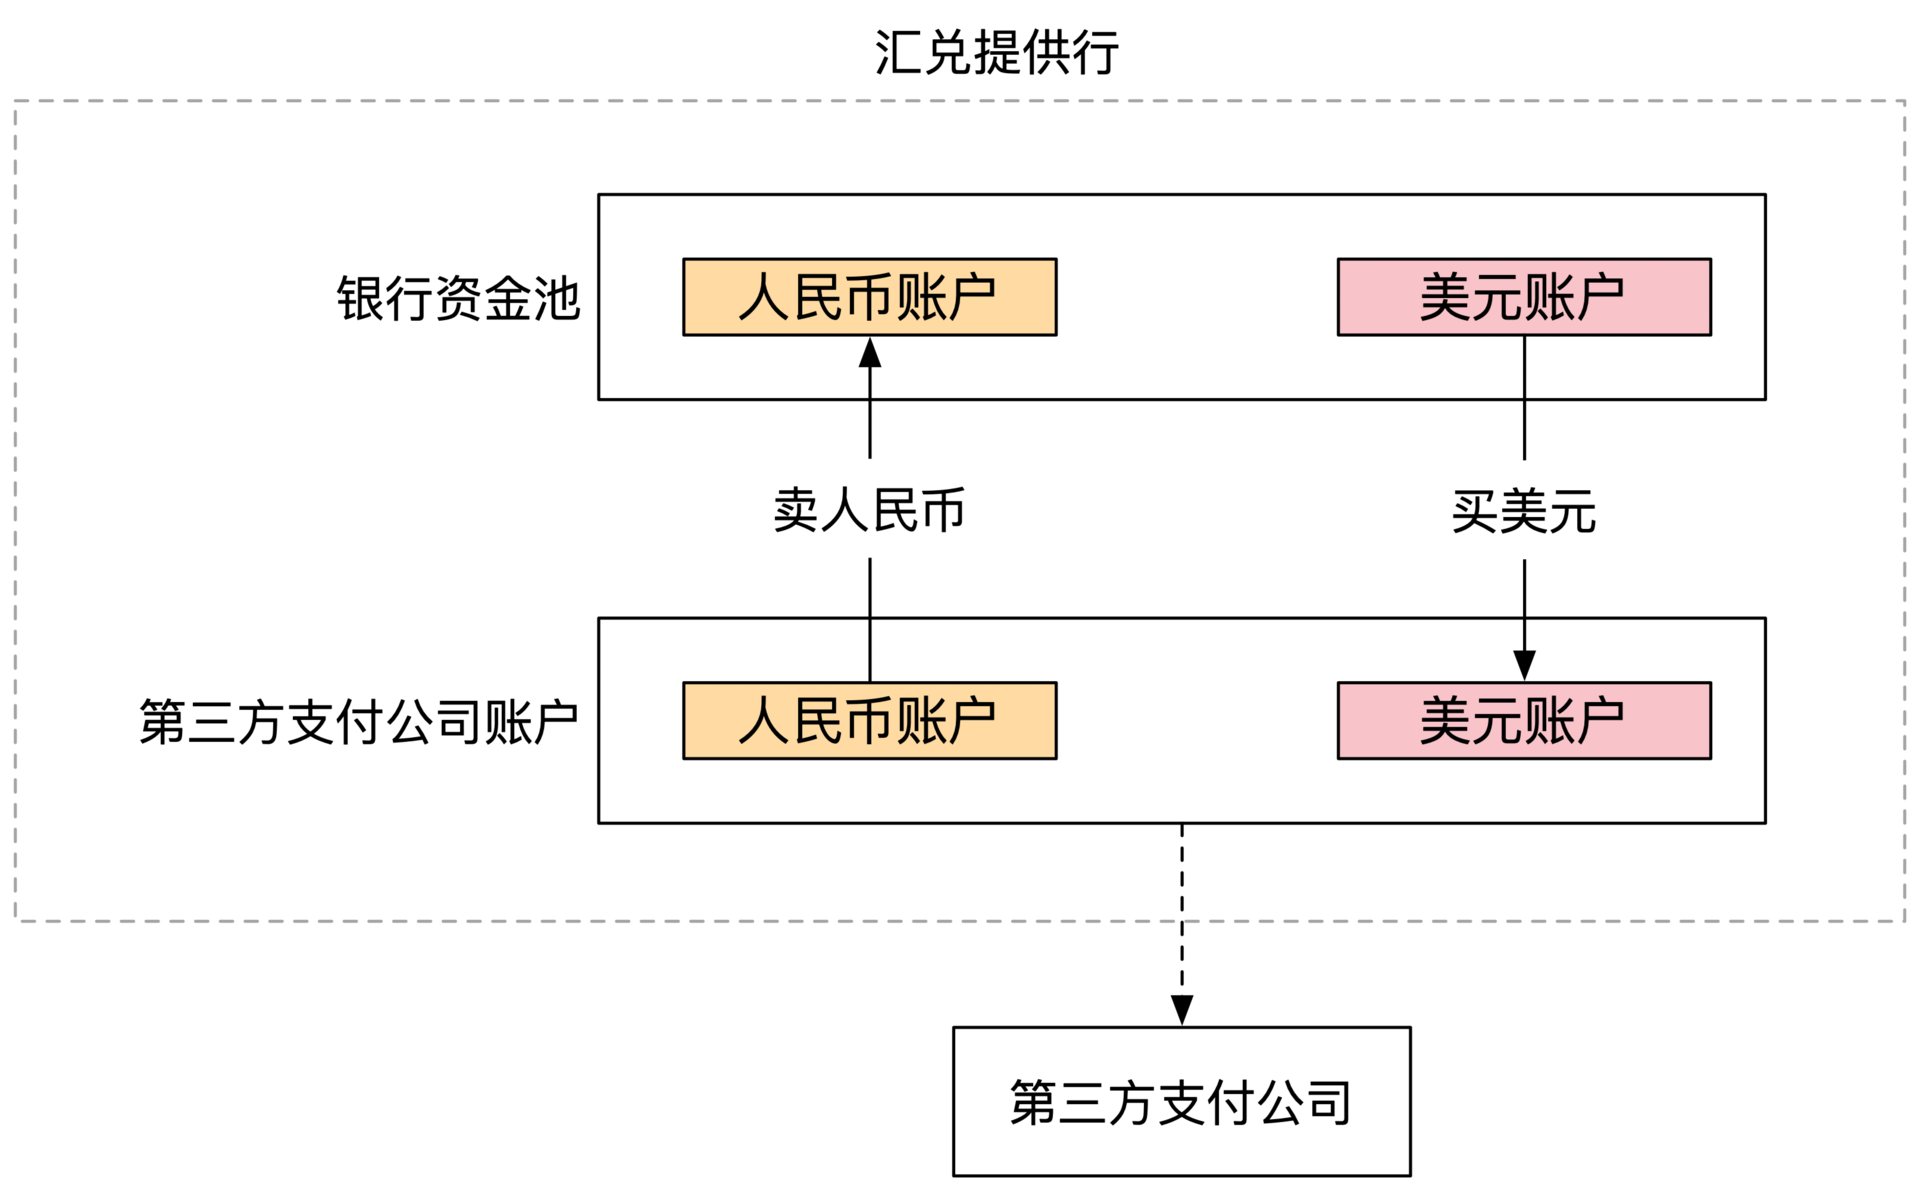 汇兑提供行
银行资金池
人民币账户
美元账户
卖人民币
买美元
第三方支付公司账户
人民币账户
美元账户
第三方支付公司